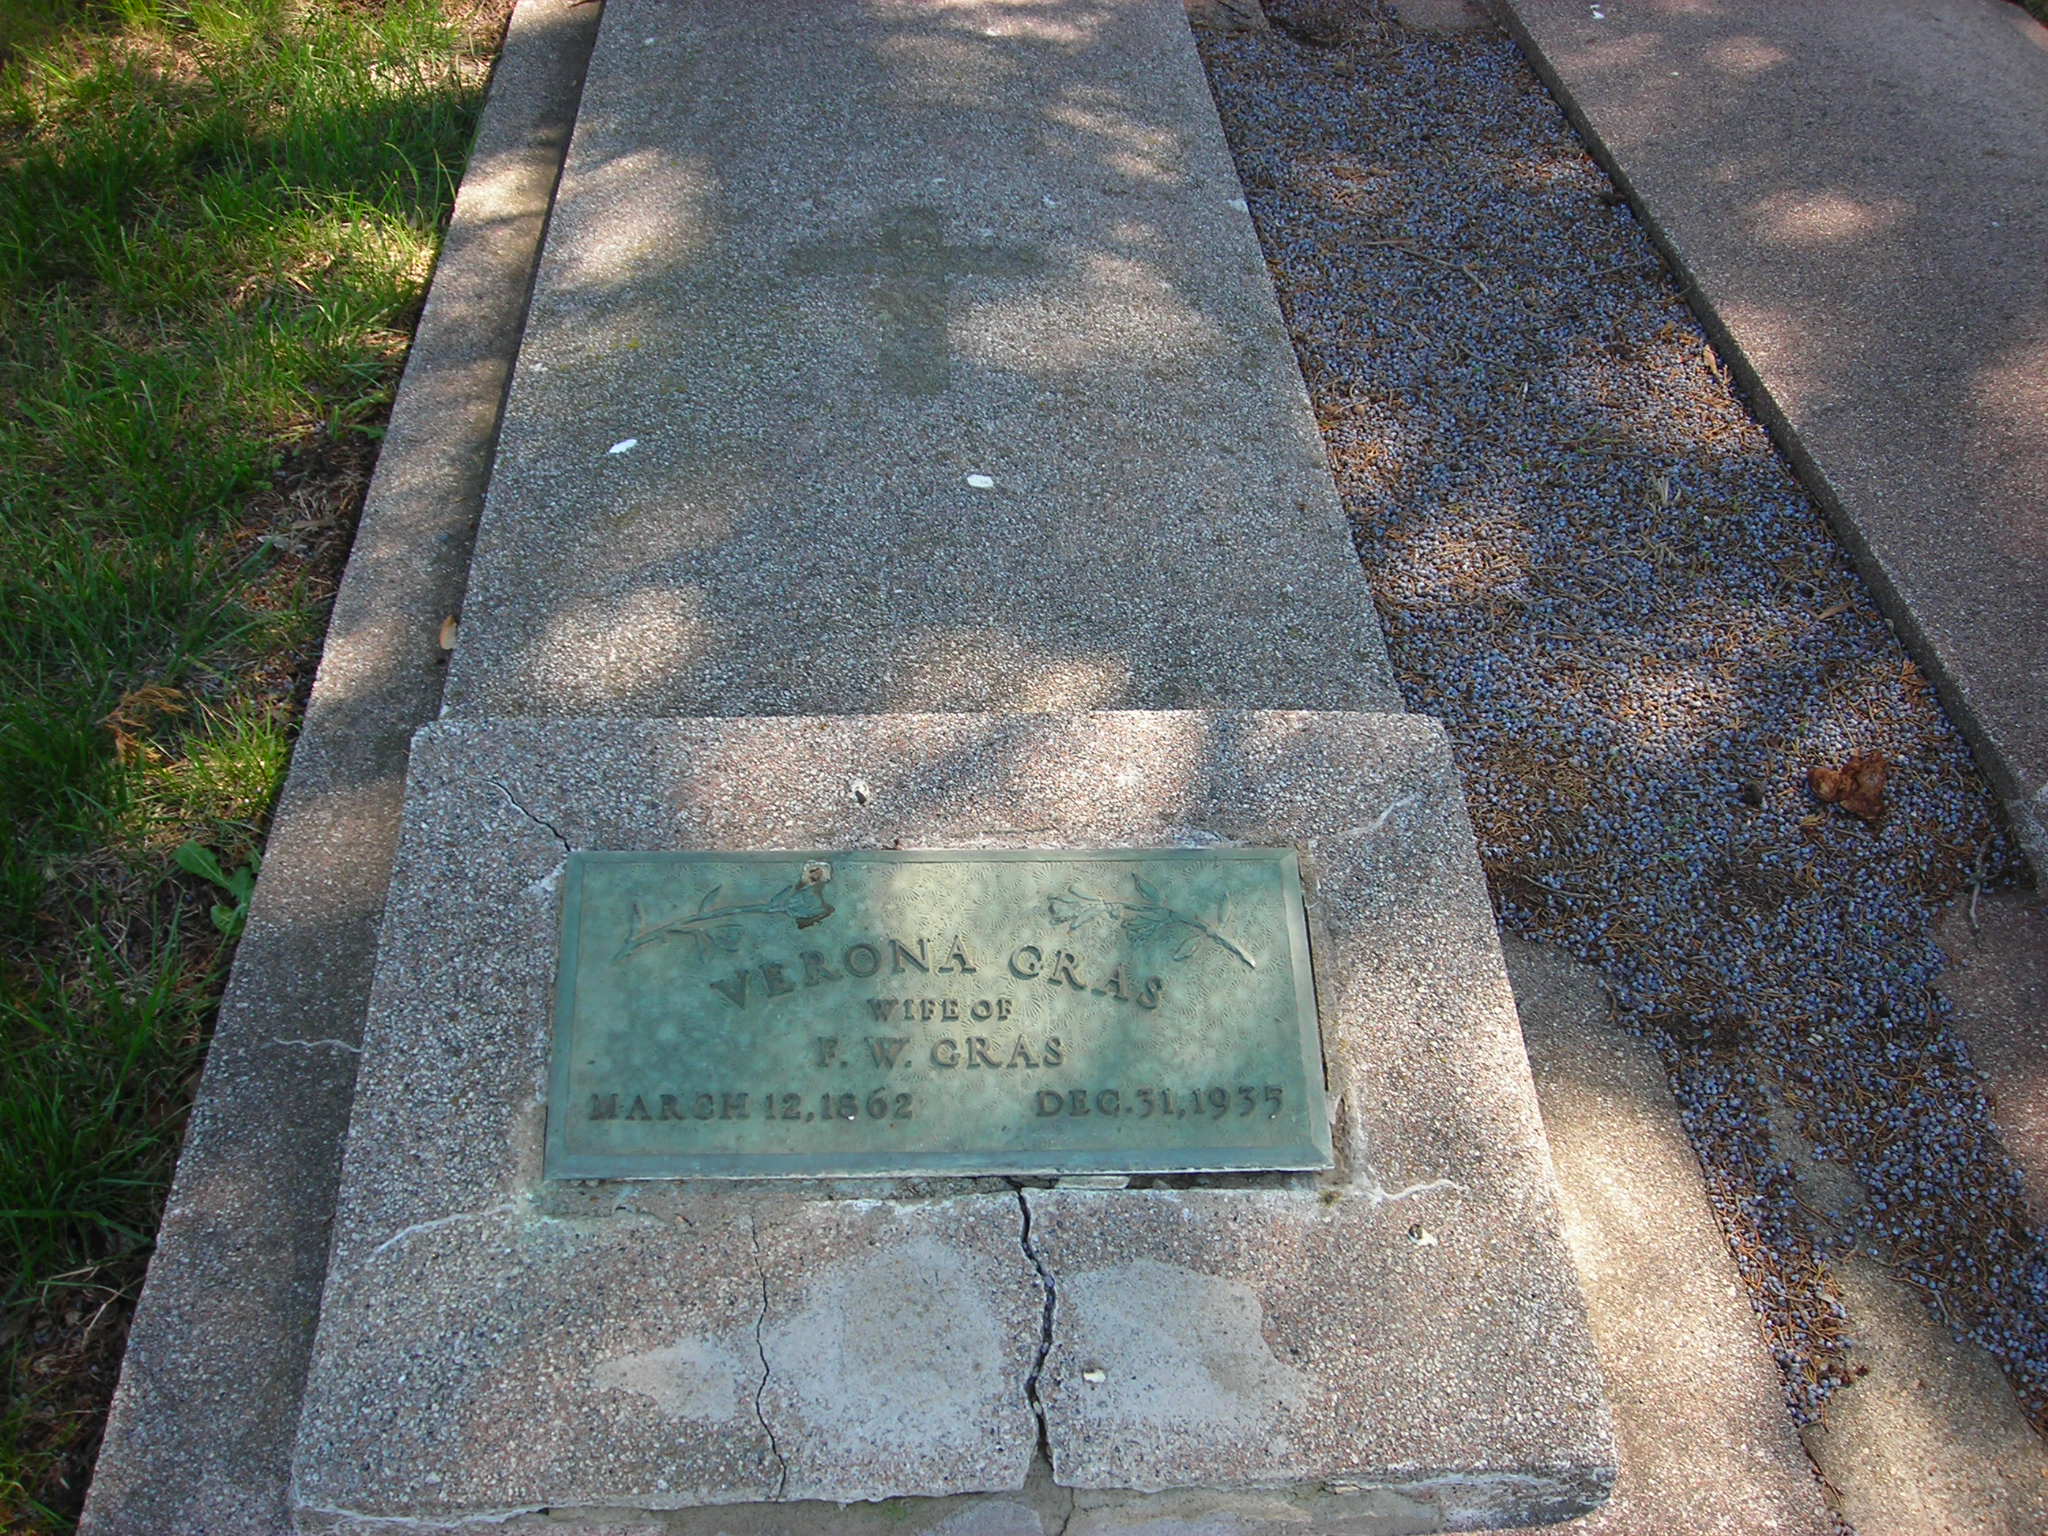 VERONA GRAS
WIFE OF
F. W. GRAS
MARCH 12, 1862 DEC. 31, 1935